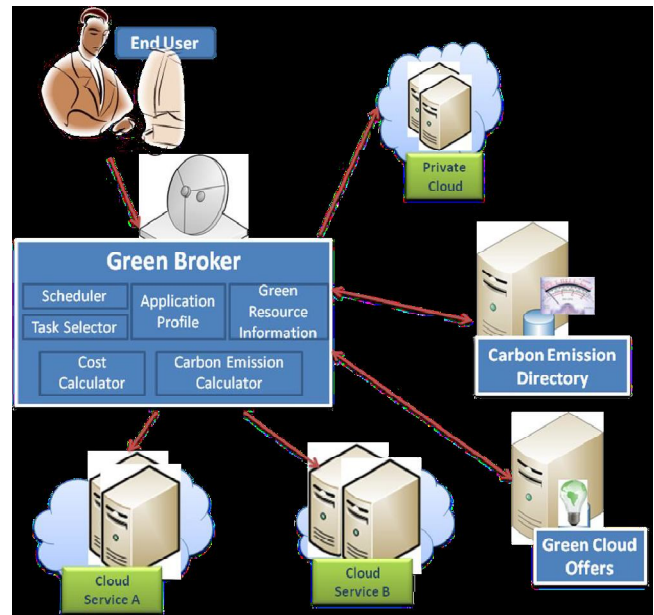 End User
Private
Cloud
Green Broker
Scheduler
Task Selector
Application
Profile
Green
Resource
Information
Cost
Calculator
Carbon Emission
Calculator
Carbon Emission
Directory
Green Cloud
Offers
Cloud
Service A
Cloud
Service B